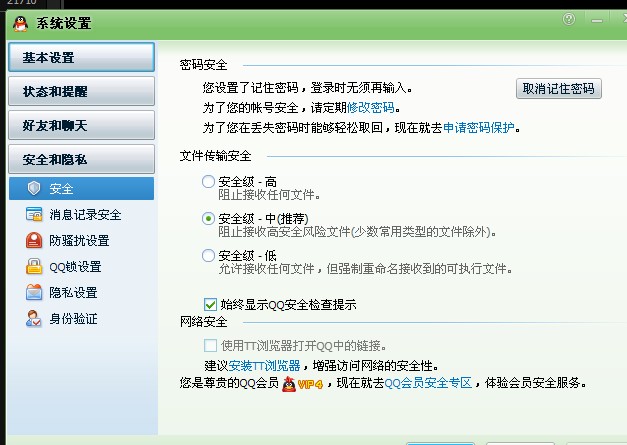 21710
系统设置
基本设置
状态和提醒
好友和聊天
安全和隐私
安全
消息记录安全
防骚扰设置
QQ锁设置
隐私设置
身份验证
密码安全
您设置了记住密码，登录时无须再输入。
取消记住密码
为了您的帐号安全，请定期修改密码。
为了您在丢失密码时能够轻松取回，现在就去申请密码保护。
文件传输安全
安全级 - 高
阻止接收任何文件。
安全级 - 中(推荐)
阻止接收高安全风险文件(少数常用类型的文件除外)。
安全级 - 低
允许接收任何文件，但强制重命名接收到的可执行文件。
始终显示QQ安全检查提示
网络安全
使用TT浏览器打开QQ中的链接。
建议安装TT浏览器，增强访问网络的安全性。
您是尊贵的QQ会员 VIP4，现在就去QQ会员安全专区，体验会员安全服务。